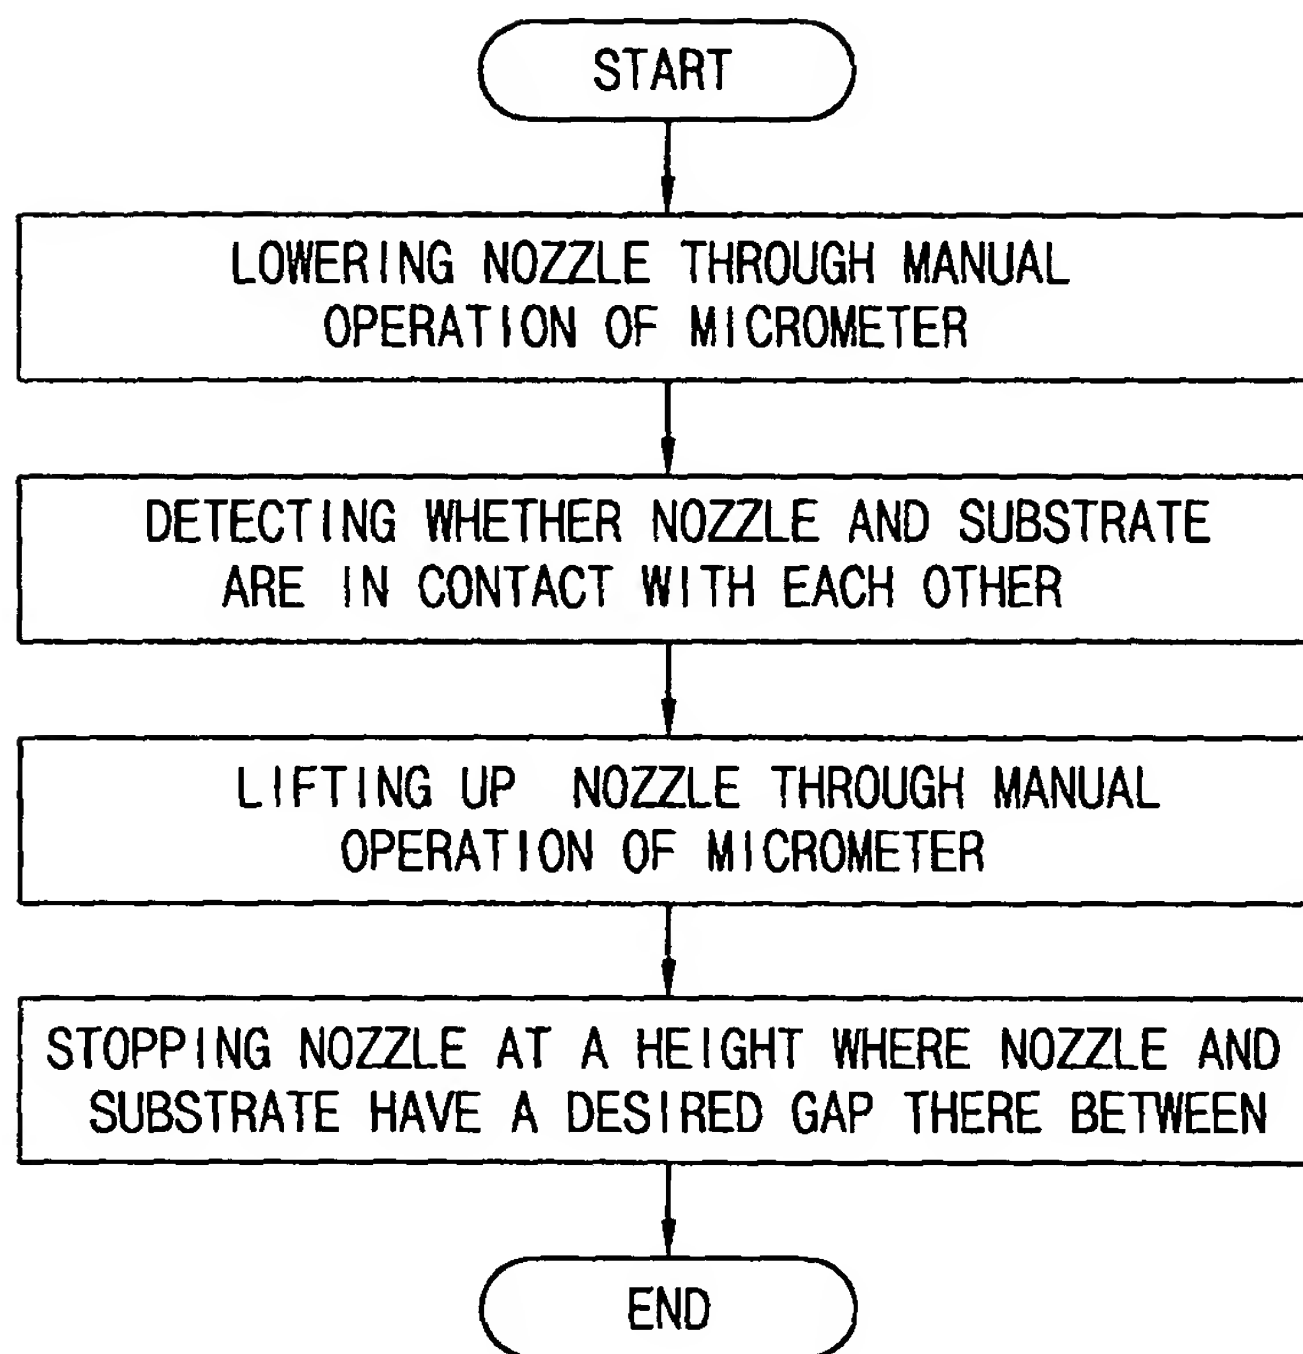 START
LOWERING NOZZLE THROUGH MANUAL
OPERATION OF MICROMETER
DETECTING WHETHER NOZZLE AND SUBSTRATE
ARE IN CONTACT WITH EACH OTHER
LIFTING UP NOZZLE THROUGH MANUAL
OPERATION OF MICROMETER
STOPPING NOZZLE AT A HEIGHT WHERE NOZZLE AND
SUBSTRATE HAVE A DESIRED GAP THERE BETWEEN
END